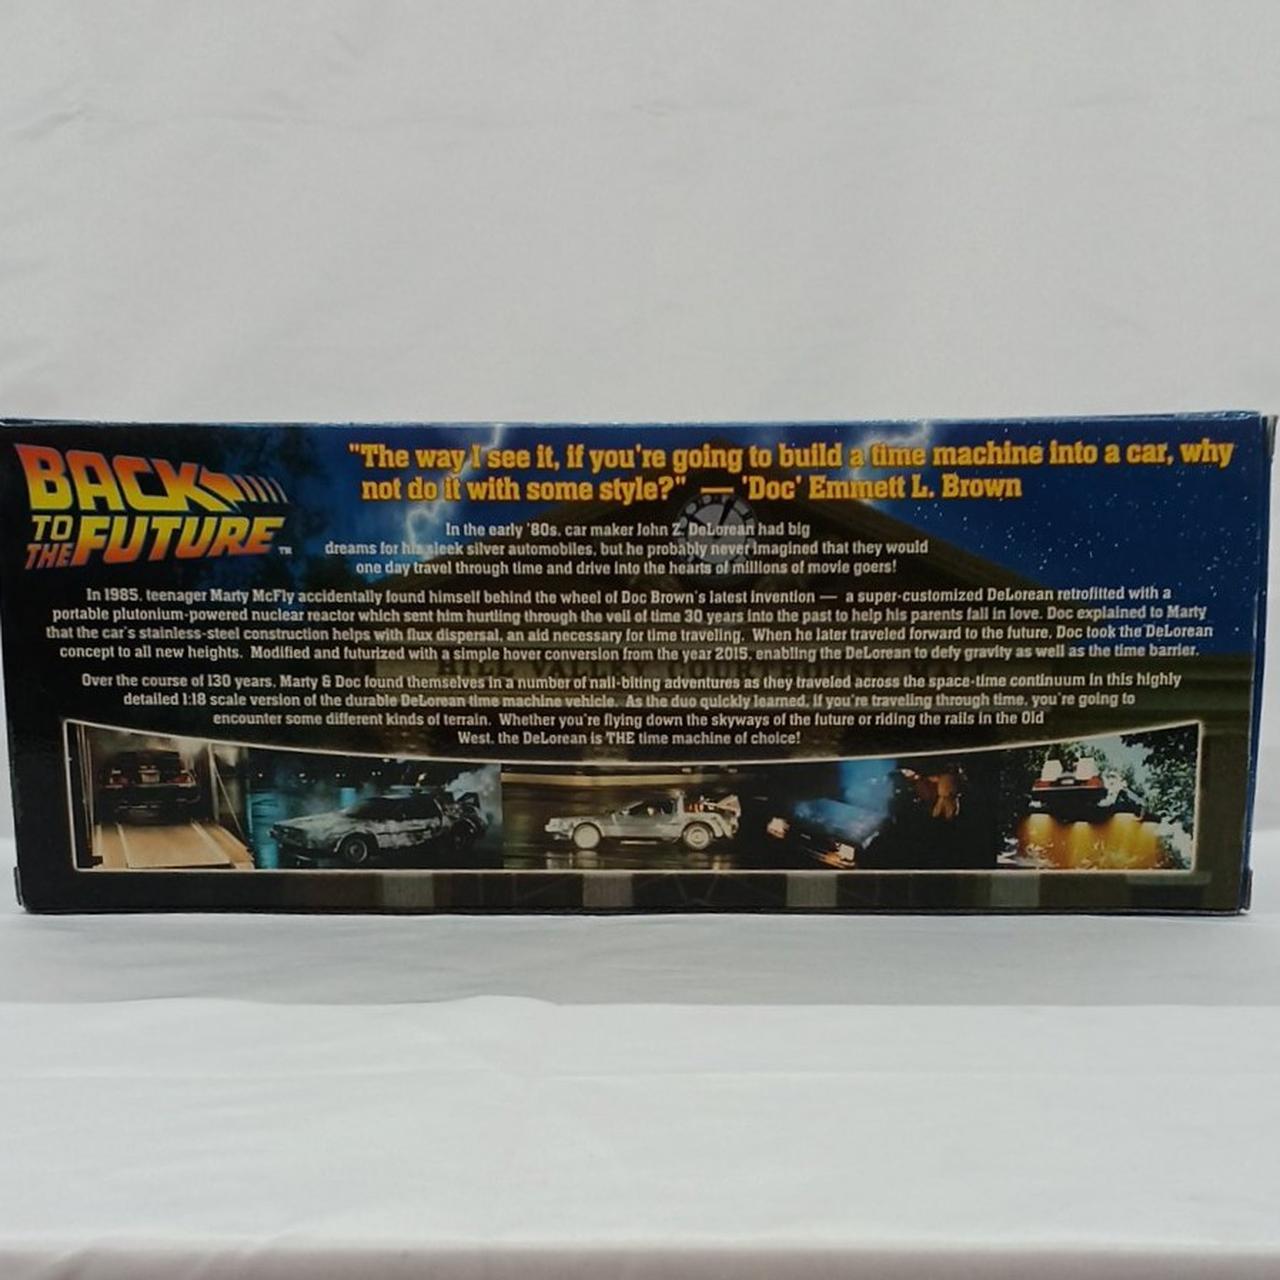 BACK
TO
THE FUTURE ™
"The way I see it, if you're going to build a time machine into a car, why
not do it with some style?" — 'Doc' Emmett L. Brown
In the early '80s, car maker John Z. DeLorean had big
dreams for his sleek silver automobiles, but he probably never imagined that they would
one day travel through time and drive into the hearts of millions of movie goers!
In 1985, teenager Marty McFly accidentally found himself behind the wheel of Doc Brown's latest invention — a super-customized DeLorean retrofitted with a
portable plutonium-powered nuclear reactor which sent him hurtling through the veil of time 30 years into the past to help his parents fall in love. Doc explained to Marty
that the car's stainless-steel construction helps with flux dispersal, an aid necessary for time traveling. When he later traveled forward to the future, Doc took the DeLorean
concept to all new heights. Modified and futurized with a simple hover conversion from the year 2015, enabling the DeLorean to defy gravity as well as the time barrier.
Over the course of 130 years, Marty & Doc found themselves in a number of nail-biting adventures as they traveled across the space-time continuum in this highly
detailed 1:18 scale version of the durable DeLorean time machine vehicle. As the duo quickly learned, if you're traveling through time, you're going to
encounter some different kinds of terrain. Whether you're flying down the skyways of the future or riding the rails in the Old
West, the DeLorean is THE time machine of choice!